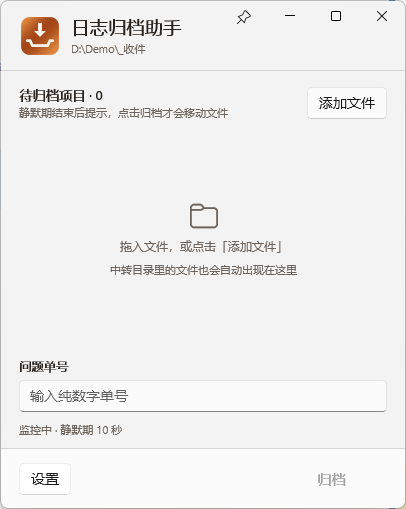 日志归档助手
D:\Demo\_收件
待归档项目 · 0
静默期结束后提示，点击归档才会移动文件
添加文件
拖入文件，或点击「添加文件」
中转目录里的文件也会自动出现在这里
问题单号
输入纯数字单号
监控中 · 静默期 10 秒
设置
归档